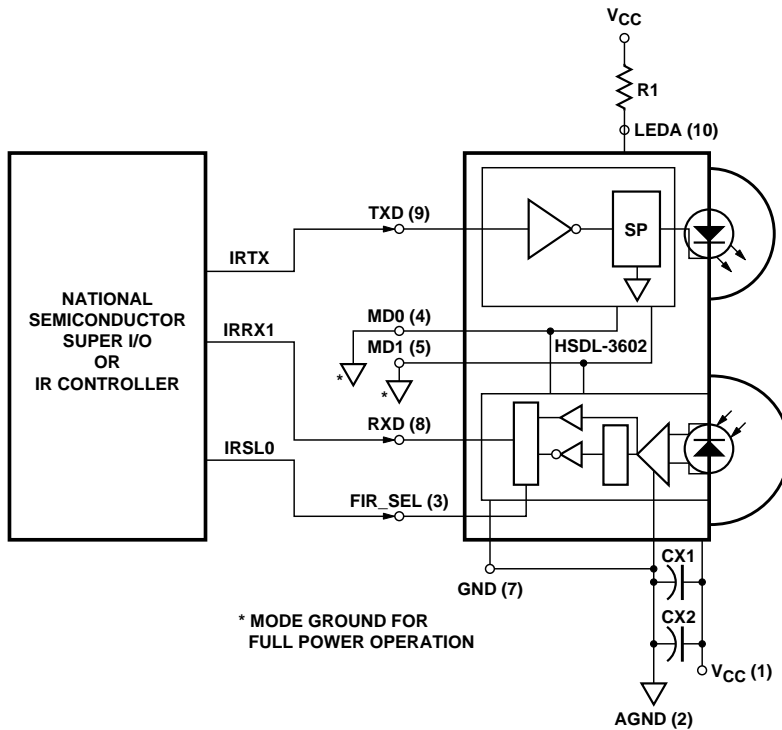 VCC
R1
LEDA (10)
TXD (9)
SP
IRTX
NATIONAL
SEMICONDUCTOR
SUPER I/O
OR
IR CONTROLLER
MD0 (4)
IRRX1
MD1 (5)
HSDL-3602
*
*
RXD (8)
IRSL0
FIR_SEL (3)
CX1
GND (7)
* MODE GROUND FOR
FULL POWER OPERATION
CX2
VCC (1)
AGND (2)